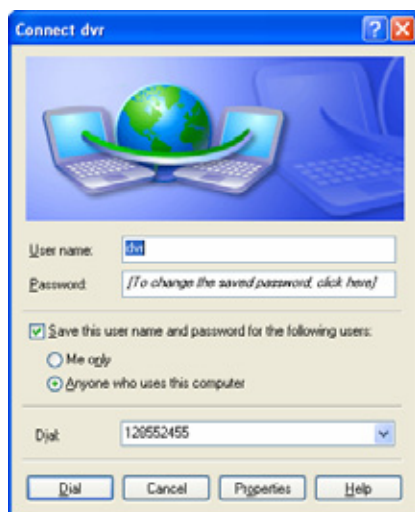 Connect dvr
User name: dvr
Password: [To change the saved password, click here]
Save this user name and password for the following users:
Me only
Anyone who uses this computer
Dial: 128552455
Dial Cancel Properties Help